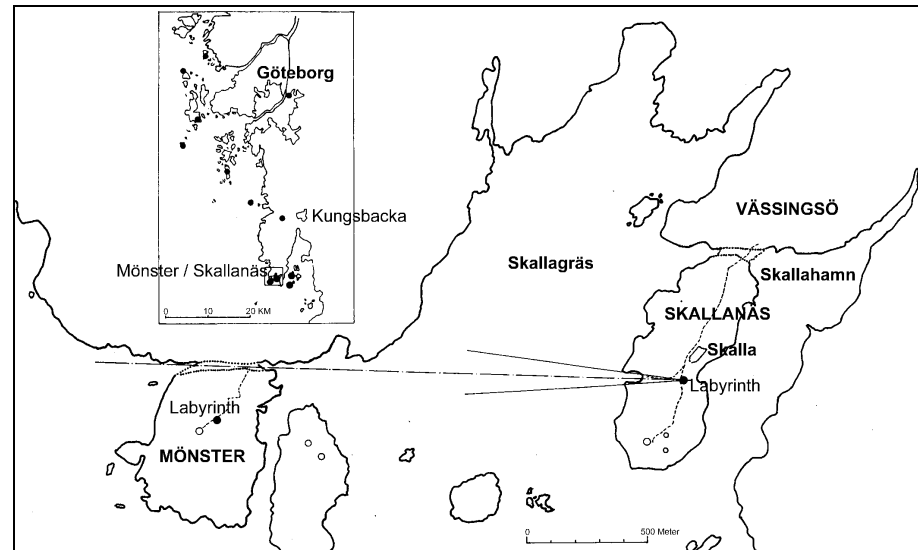 Göteborg
Kungsbacka
Mönster / Skallanäs
0 10 20 KM
VÄSSINGSÖ
Skallagräs
Skallahamn
SKALLANÄS
Skalla
Labyrinth
Labyrinth
MÖNSTER
0 500 Meter